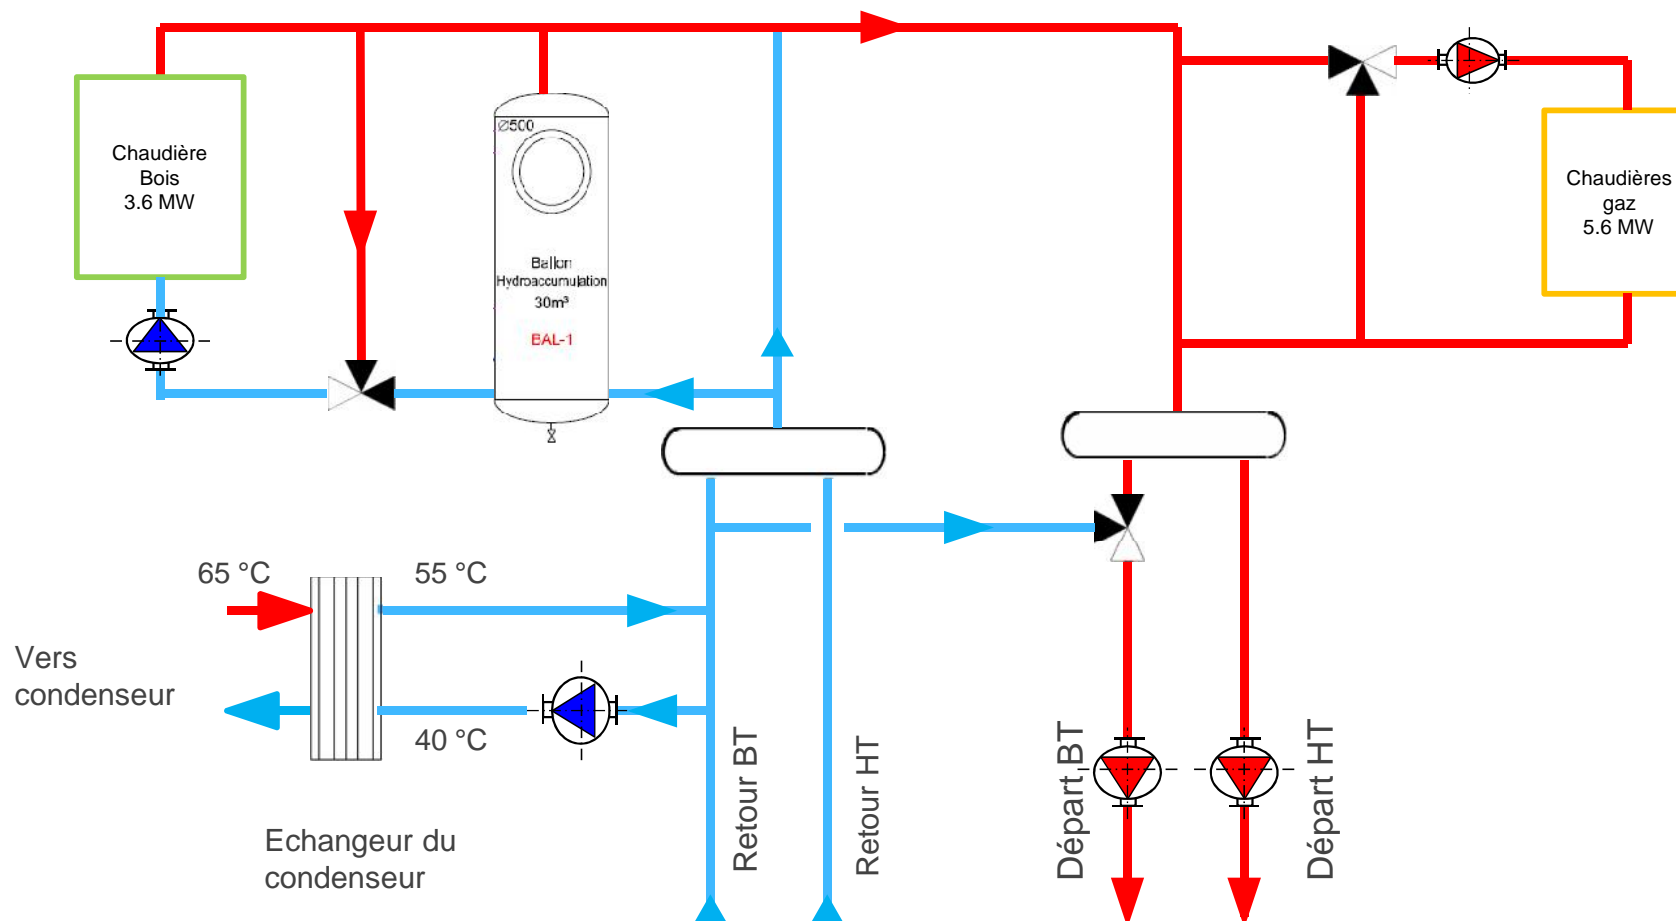 Chaudière
Bois
3.6 MW
Ø500
Ballon
Hydroaccumulation
30m³
BAL-1
Chaudières
gaz
5.6 MW
65 °C
55 °C
Vers
condenseur
40 °C
Echangeur du
condenseur
Retour BT
Retour HT
Départ BT
Départ HT